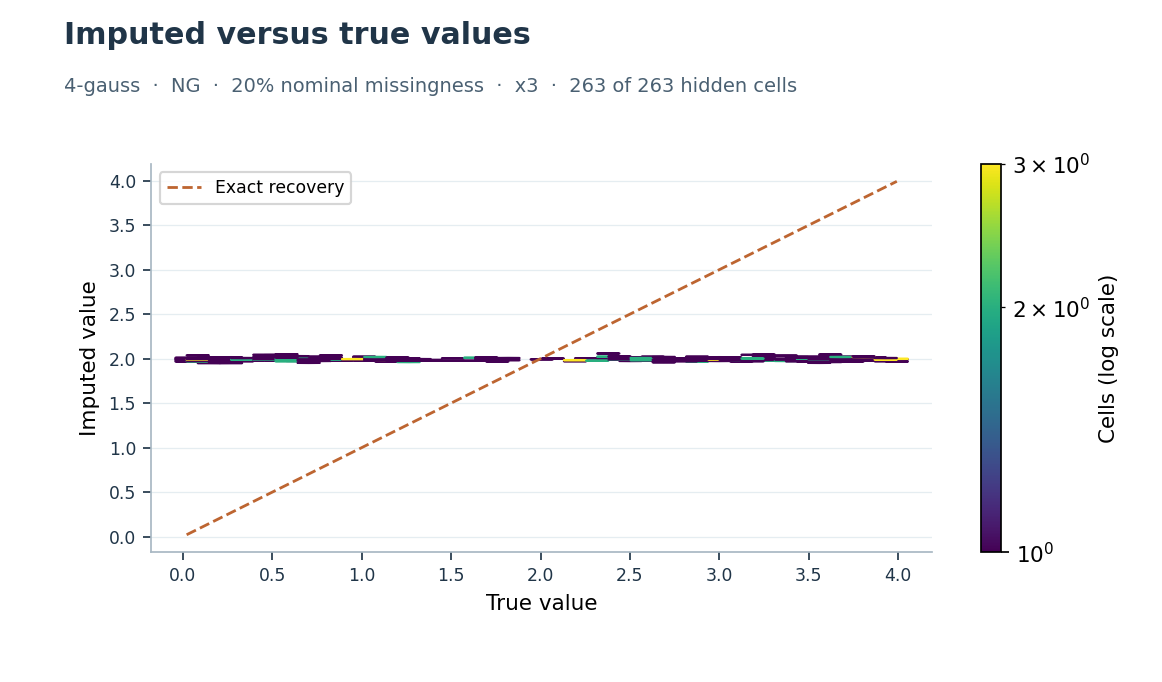 Imputed versus true values
4-gauss · NG · 20% nominal missingness · x3 · 263 of 263 hidden cells
Exact recovery
4.0
3.5
3.0
2.5
2.0
1.5
1.0
0.5
0.0
Imputed value
0.0 0.5 1.0 1.5 2.0 2.5 3.0 3.5 4.0
True value
3 × 10⁰
2 × 10⁰
10⁰
Cells (log scale)